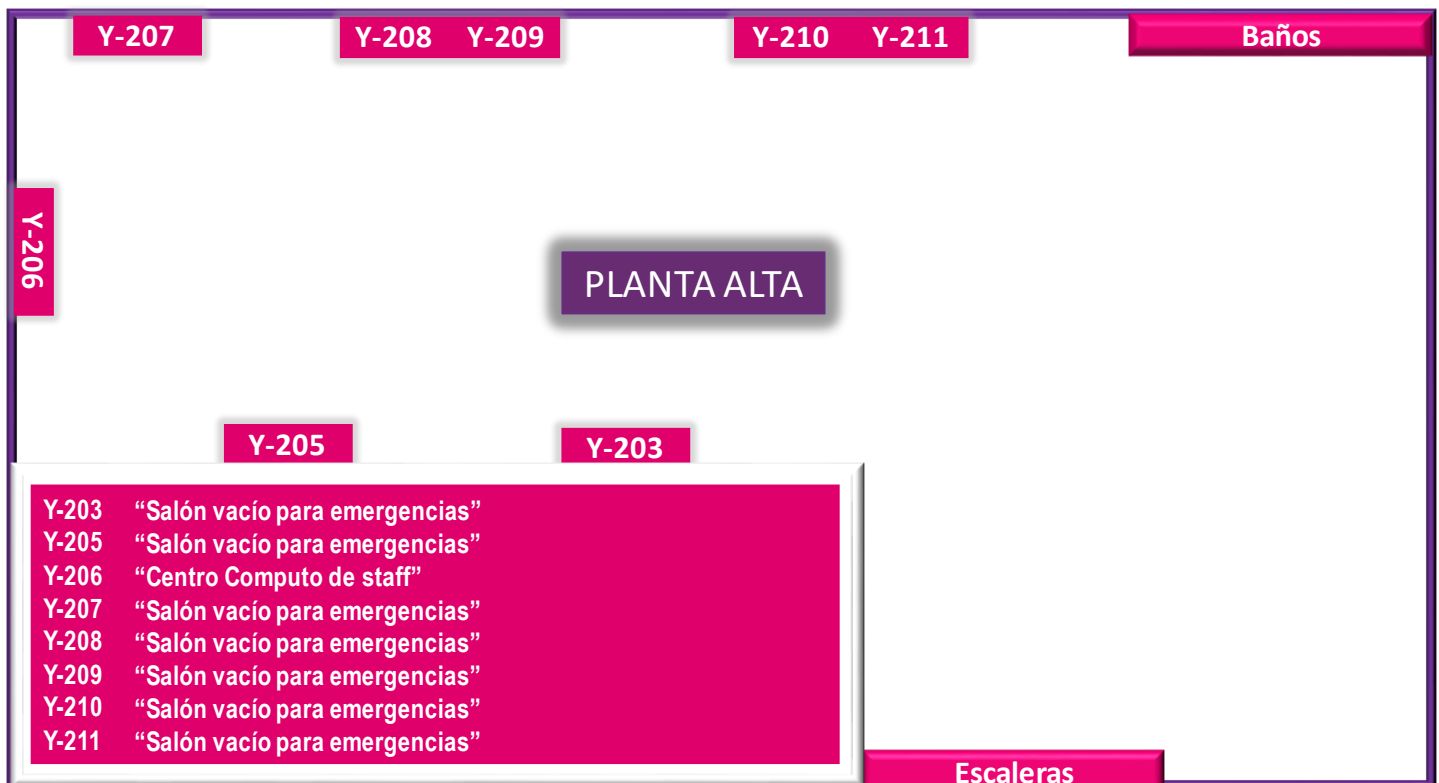 Y-207
Y-208 Y-209
Y-210 Y-211
Baños
Y-206
PLANTA ALTA
Y-205
Y-203
Y-203 “Salón vacío para emergencias”
Y-205 “Salón vacío para emergencias”
Y-206 “Centro Computo de staff”
Y-207 “Salón vacío para emergencias”
Y-208 “Salón vacío para emergencias”
Y-209 “Salón vacío para emergencias”
Y-210 “Salón vacío para emergencias”
Y-211 “Salón vacío para emergencias”
Escaleras